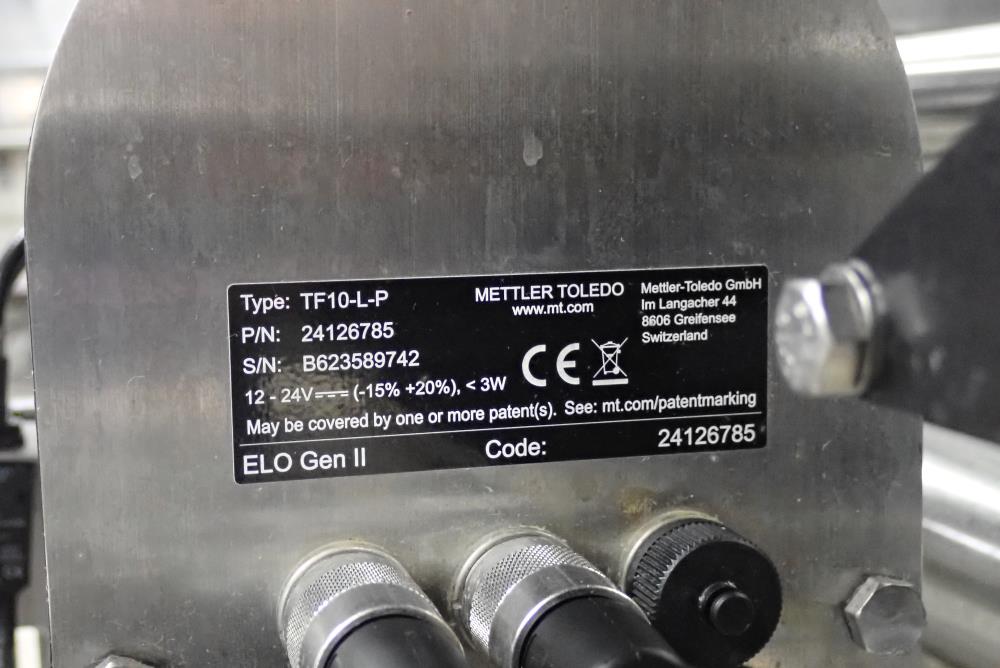 Type: TF10-L-P
P/N: 24126785
S/N: B623589742
12 - 24V⎓ (-15% +20%), < 3W
May be covered by one or more patent(s). See: mt.com/patentmarking
METTLER TOLEDO
www.mt.com
Mettler-Toledo GmbH
Im Langacher 44
8606 Greifensee
Switzerland
CE
ELO Gen II Code: 24126785